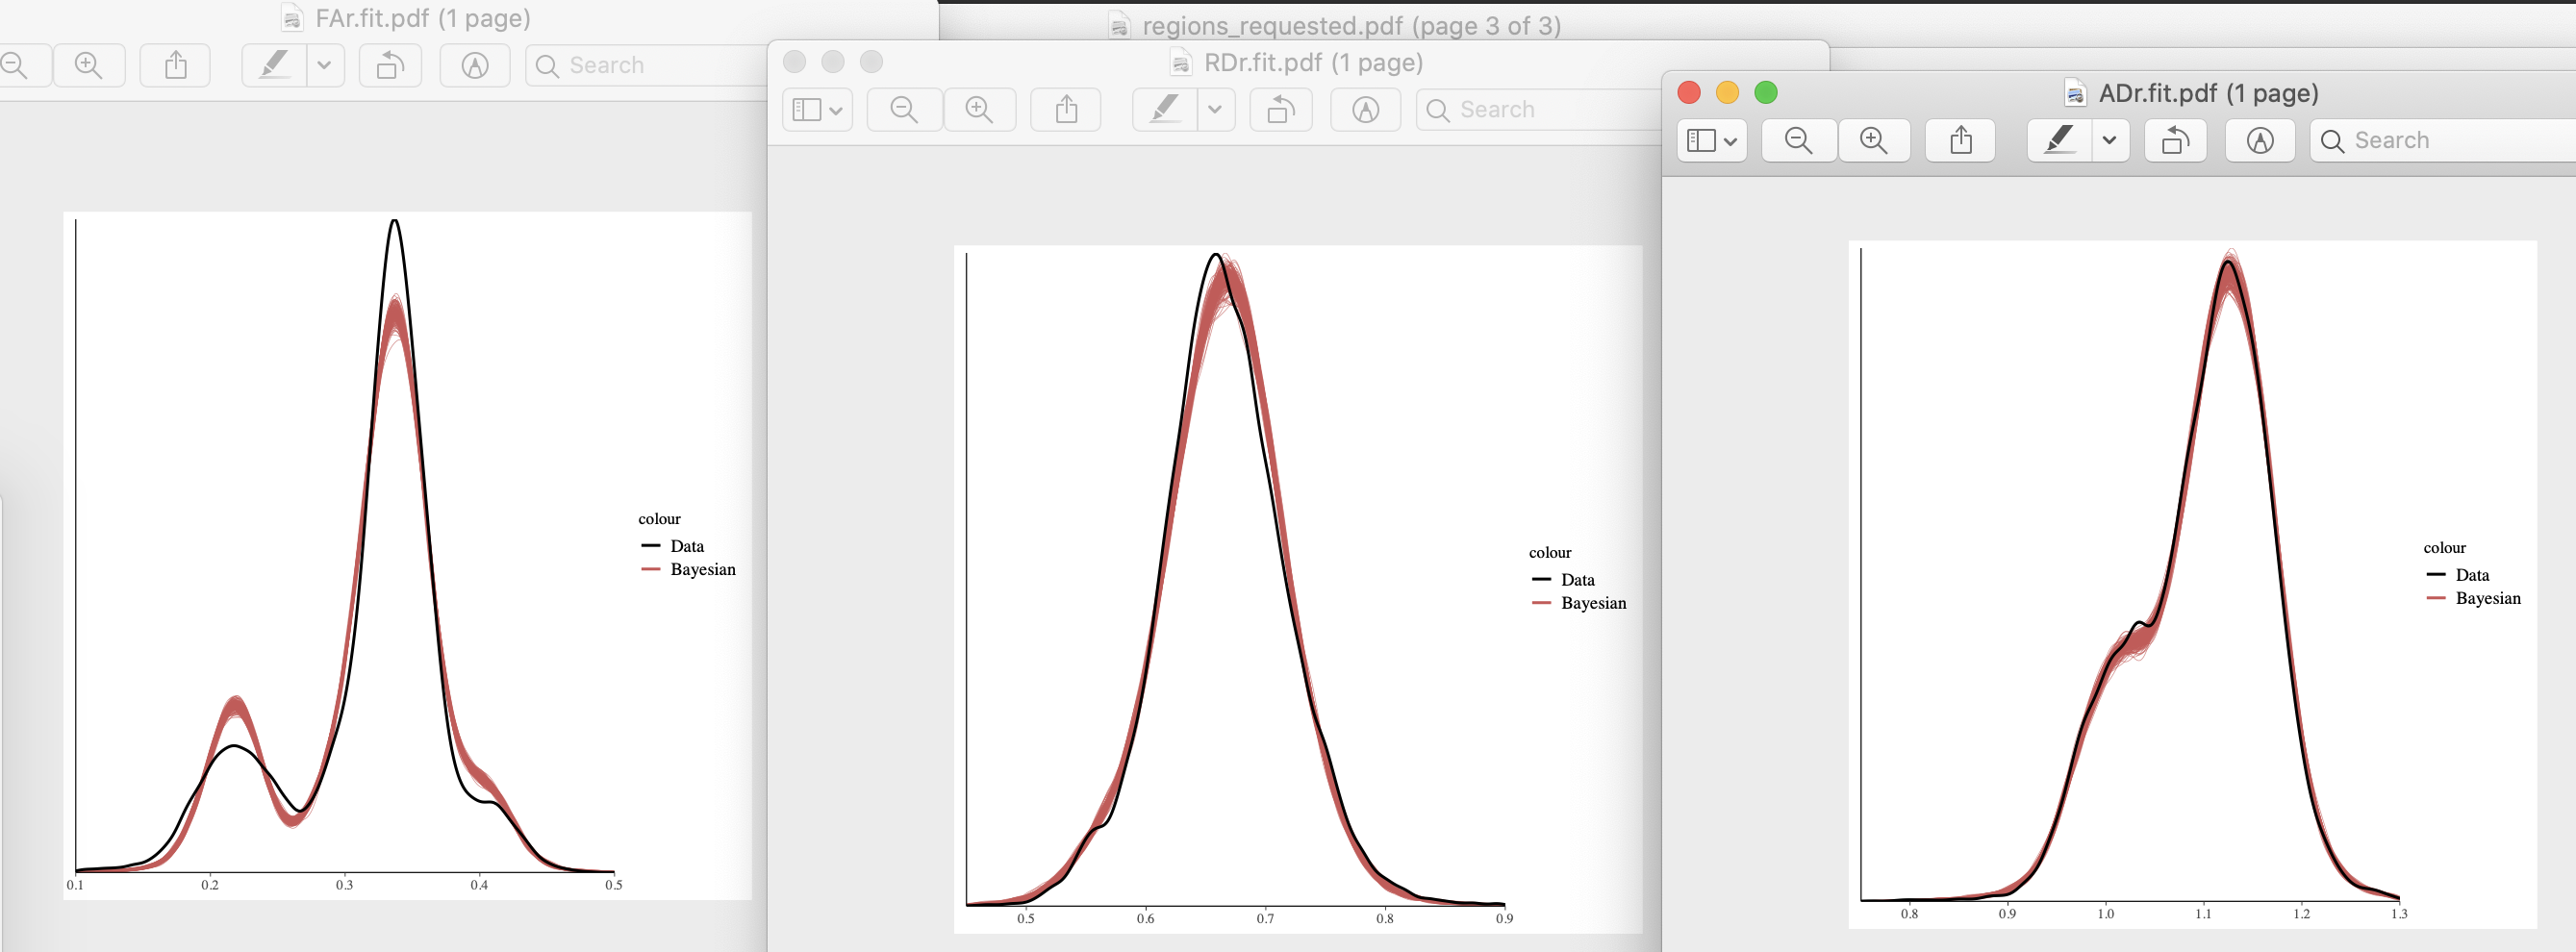 FAr.fit.pdf (1 page)
Search
regions_requested.pdf (page 3 of 3)
RDr.fit.pdf (1 page)
Search
ADr.fit.pdf (1 page)
Search
colour
Data
Bayesian
0.1 0.2 0.3 0.4 0.5
colour
Data
Bayesian
0.5 0.6 0.7 0.8 0.9
colour
Data
Bayesian
0.8 0.9 1.0 1.1 1.2 1.3